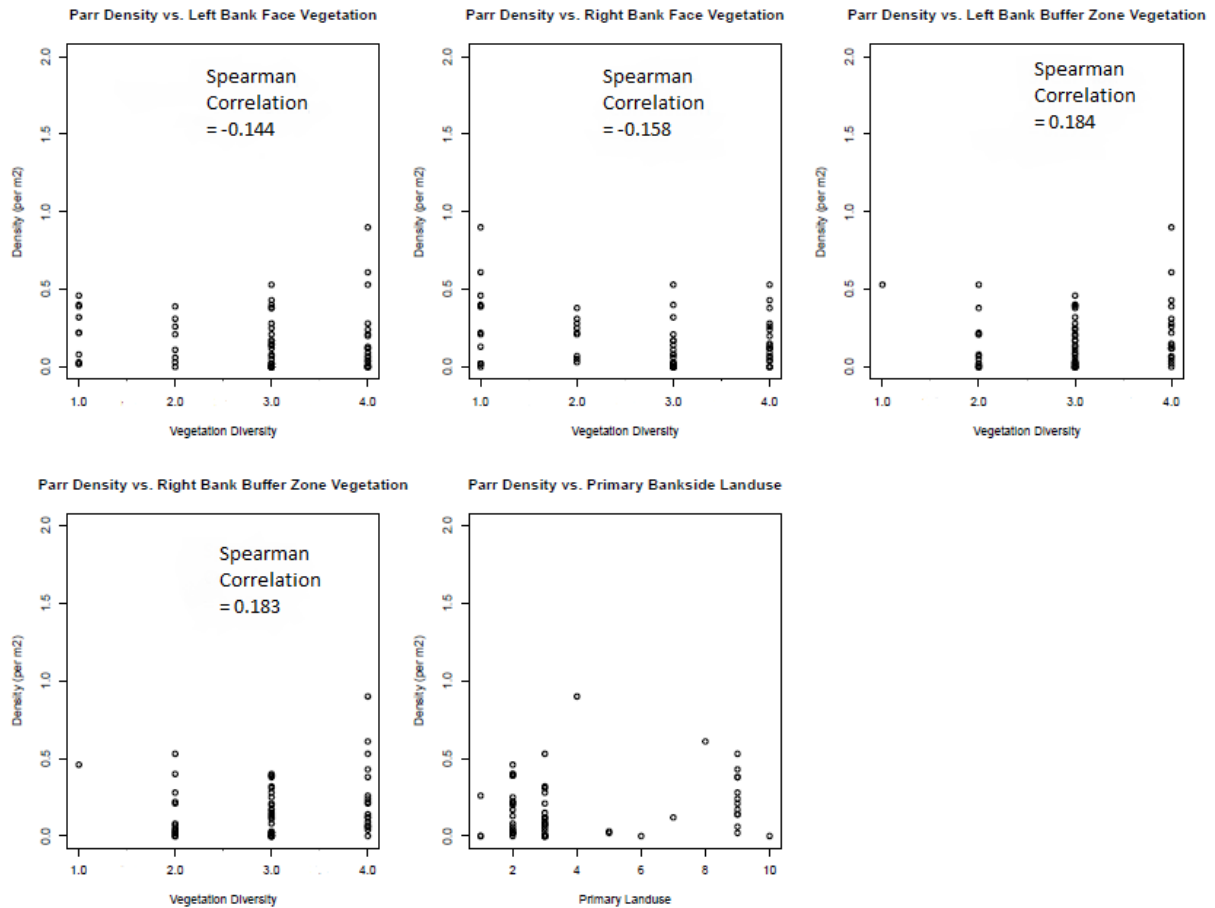 Parr Density vs. Left Bank Face Vegetation
Spearman
Correlation
= -0.144
Density (per m2)
2.0
1.5
1.0
0.5
0.0
1.0 2.0 3.0 4.0
Vegetation Diversity
Parr Density vs. Right Bank Face Vegetation
Spearman
Correlation
= -0.158
Density (per m2)
2.0
1.5
1.0
0.5
0.0
1.0 2.0 3.0 4.0
Vegetation Diversity
Parr Density vs. Left Bank Buffer Zone Vegetation
Spearman
Correlation
= 0.184
Density (per m2)
2.0
1.5
1.0
0.5
0.0
1.0 2.0 3.0 4.0
Vegetation Diversity
Parr Density vs. Right Bank Buffer Zone Vegetation
Spearman
Correlation
= 0.183
Density (per m2)
2.0
1.5
1.0
0.5
0.0
1.0 2.0 3.0 4.0
Vegetation Diversity
Parr Density vs. Primary Bankside Landuse
Density (per m2)
2.0
1.5
1.0
0.5
0.0
2 4 6 8 10
Primary Landuse